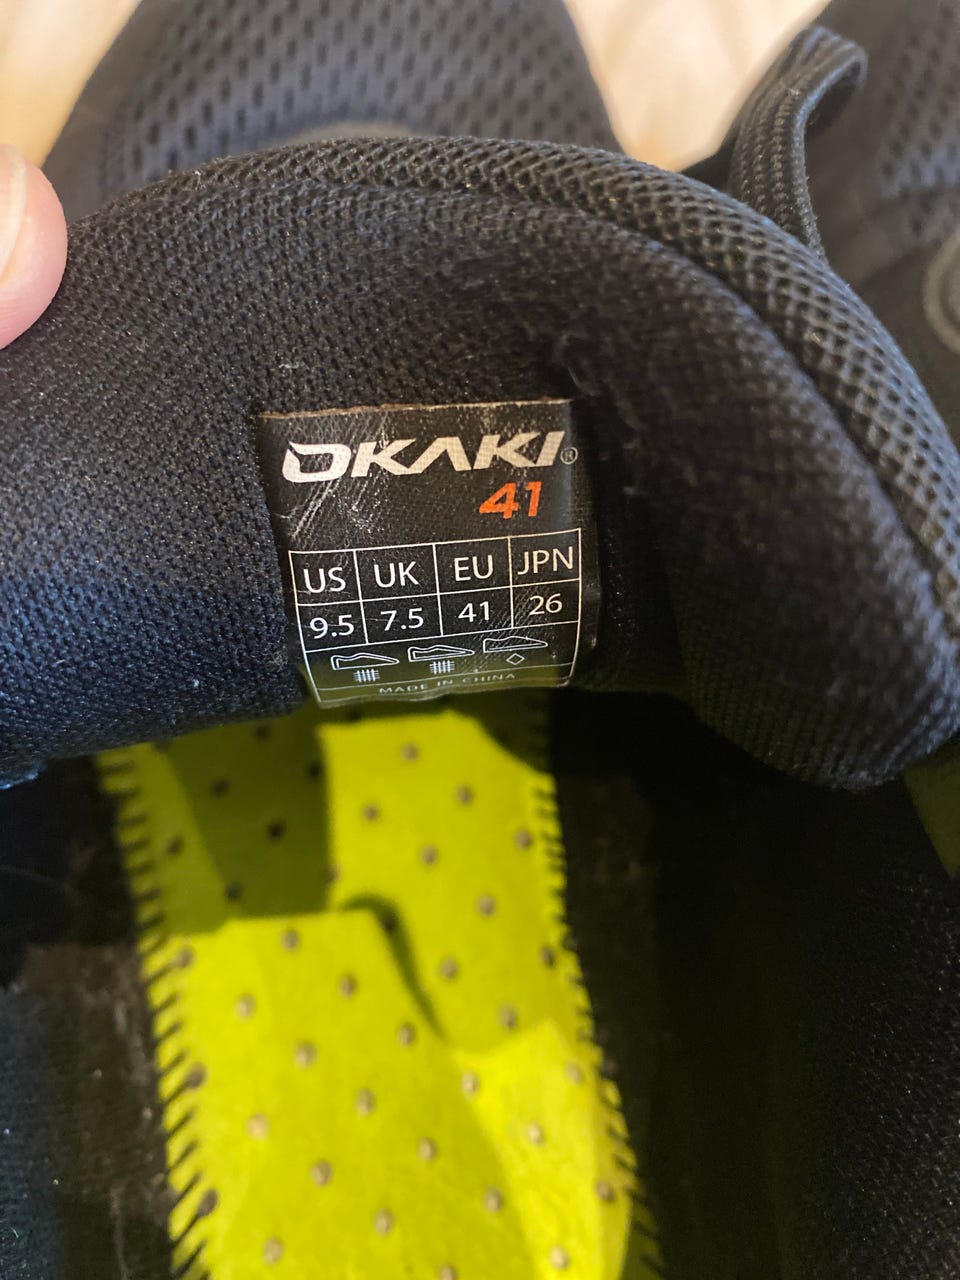 OKAKI®
41
US UK EU JPN
9.5 7.5 41 26
MADE IN CHINA